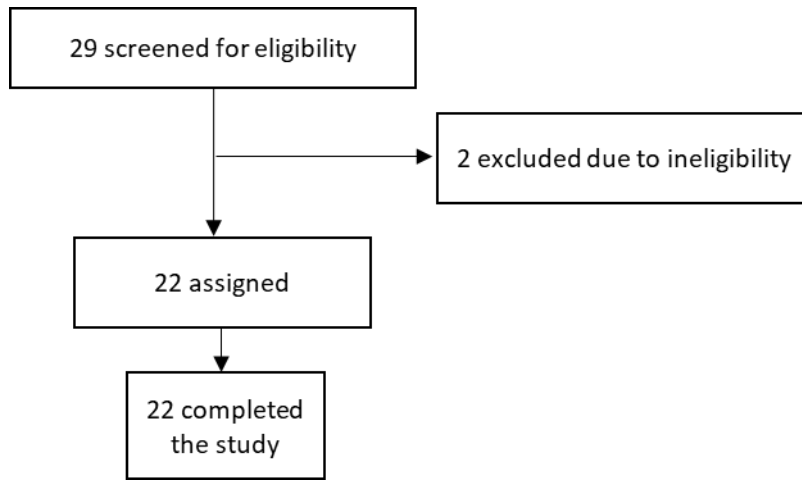 29 screened for eligibility
2 excluded due to ineligibility
22 assigned
22 completed
the study